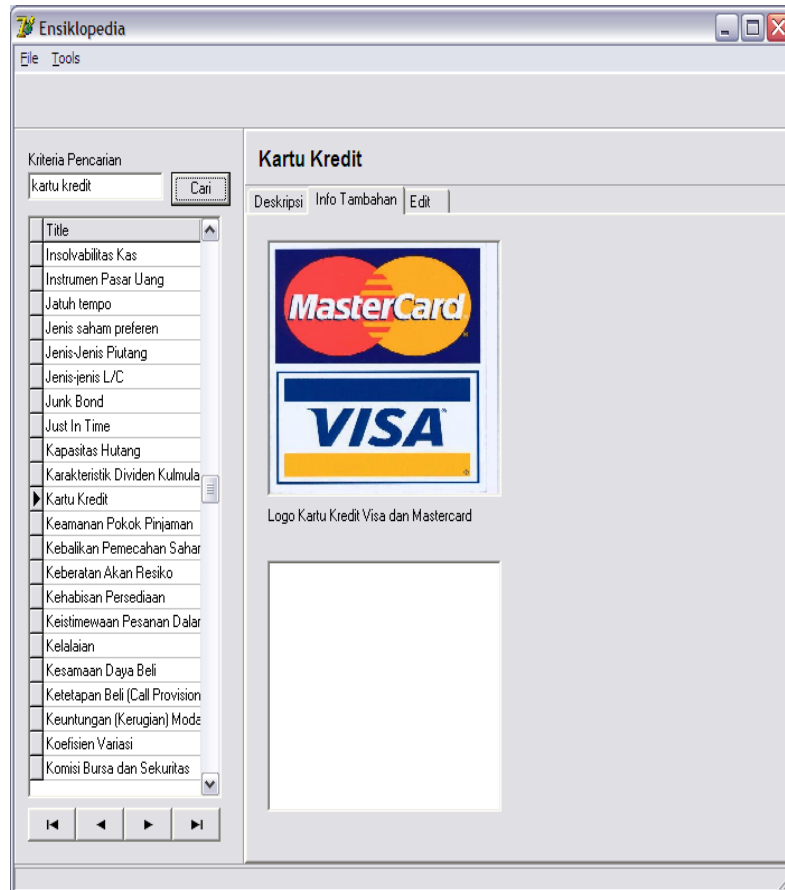 Ensiklopedia
File Tools
Kriteria Pencarian
kartu kredit
Cari
Title
Insolvabilitas Kas
Instrumen Pasar Uang
Jatuh tempo
Jenis saham preferen
Jenis-Jenis Piutang
Jenis-jenis L/C
Junk Bond
Just In Time
Kapasitas Hutang
Karakteristik Dividen Kulmula
Kartu Kredit
Keamanan Pokok Pinjaman
Kebalikan Pemecahan Sahar
Keberatan Akan Resiko
Kehabisan Persediaan
Keistimewaan Pesanan Dalar
Kelalaian
Kesamaan Daya Beli
Ketetapan Beli (Call Provision
Keuntungan (Kerugian) Moda
Koefisien Variasi
Komisi Bursa dan Sekuritas
Kartu Kredit
Deskripsi Info Tambahan Edit
MasterCard
VISA
Logo Kartu Kredit Visa dan Mastercard